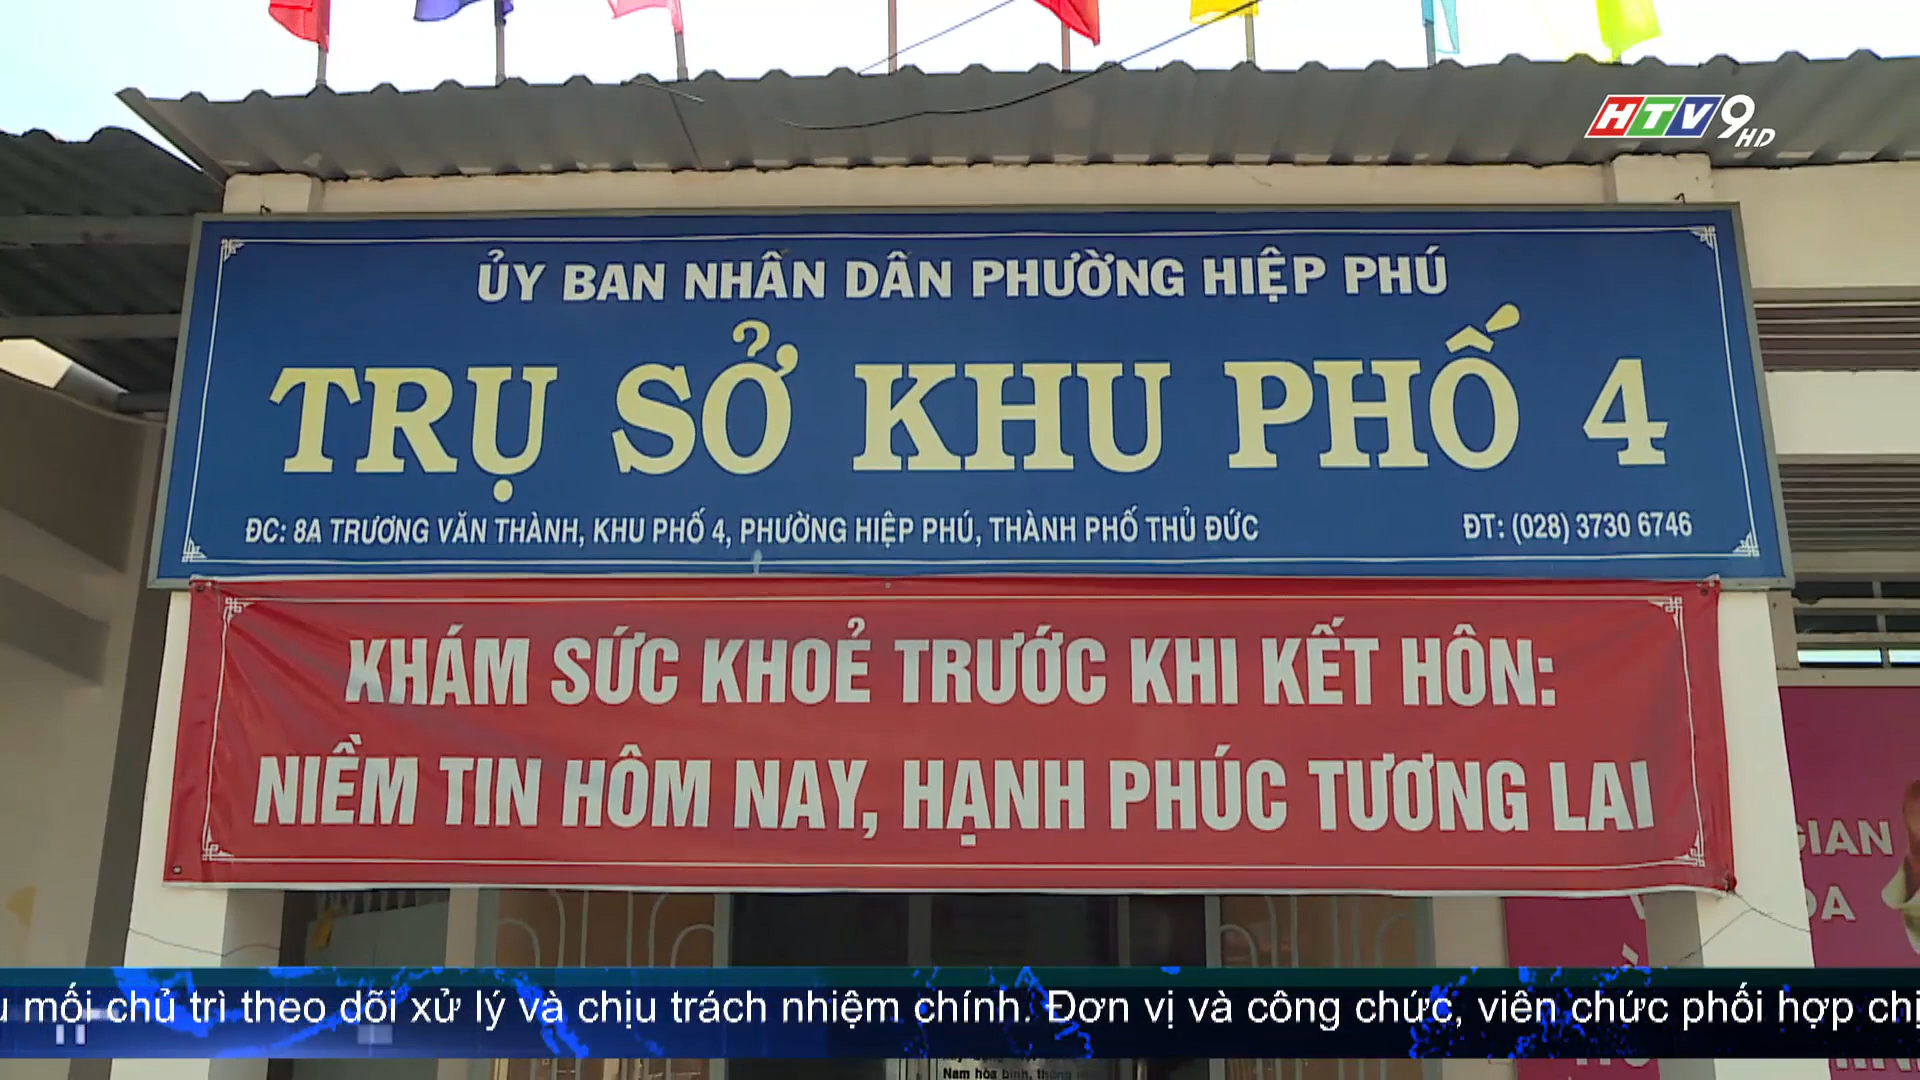 HTV9 HD
ỦY BAN NHÂN DÂN PHƯỜNG HIỆP PHÚ
TRỤ SỞ KHU PHỐ 4
ĐC: 8A TRƯƠNG VĂN THÀNH, KHU PHỐ 4, PHƯỜNG HIỆP PHÚ, THÀNH PHỐ THỦ ĐỨC
ĐT: (028) 3730 6746
KHÁM SỨC KHOẺ TRƯỚC KHI KẾT HÔN:
NIỀM TIN HÔM NAY, HẠNH PHÚC TƯƠNG LAI
mối chủ trì theo dõi xử lý và chịu trách nhiệm chính. Đơn vị và công chức, viên chức phối hợp